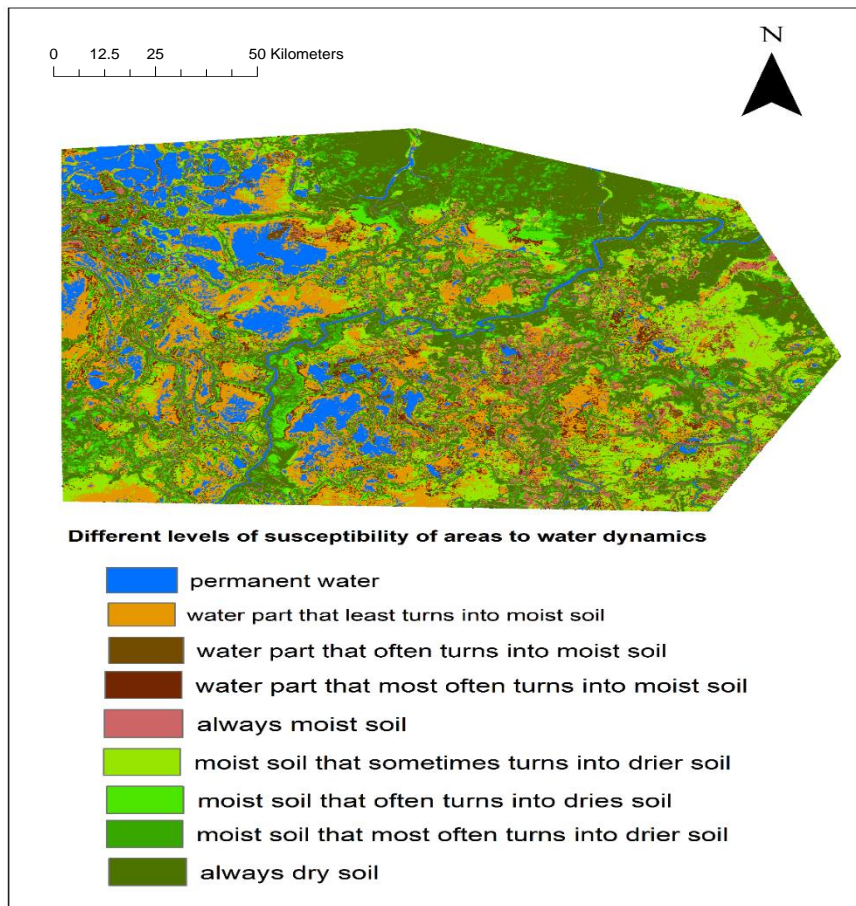 0 12.5 25 50 Kilometers
N
Different levels of susceptibility of areas to water dynamics
permanent water
water part that least turns into moist soil
water part that often turns into moist soil
water part that most often turns into moist soil
always moist soil
moist soil that sometimes turns into drier soil
moist soil that often turns into dries soil
moist soil that most often turns into drier soil
always dry soil